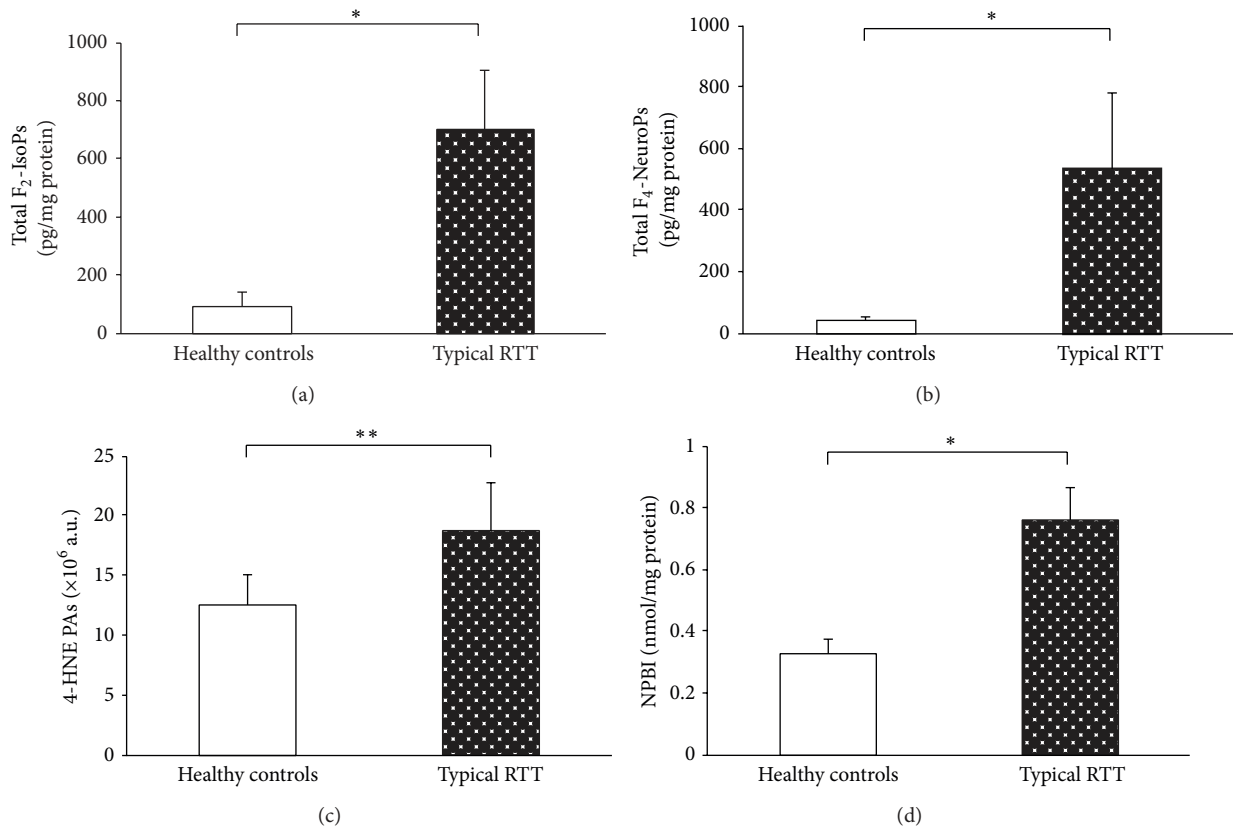 *
1000
800
600
400
200
0
Total F₂-IsoPs
(pg/mg protein)
Healthy controls
Typical RTT
(a)
*
1000
800
600
400
200
0
Total F₄-NeuroPs
(pg/mg protein)
Healthy controls
Typical RTT
(b)
**
25
20
15
10
5
0
4-HNE PAs (×10⁶ a.u.)
Healthy controls
Typical RTT
(c)
*
1
0.8
0.6
0.4
0.2
0
NPBI (nmol/mg protein)
Healthy controls
Typical RTT
(d)